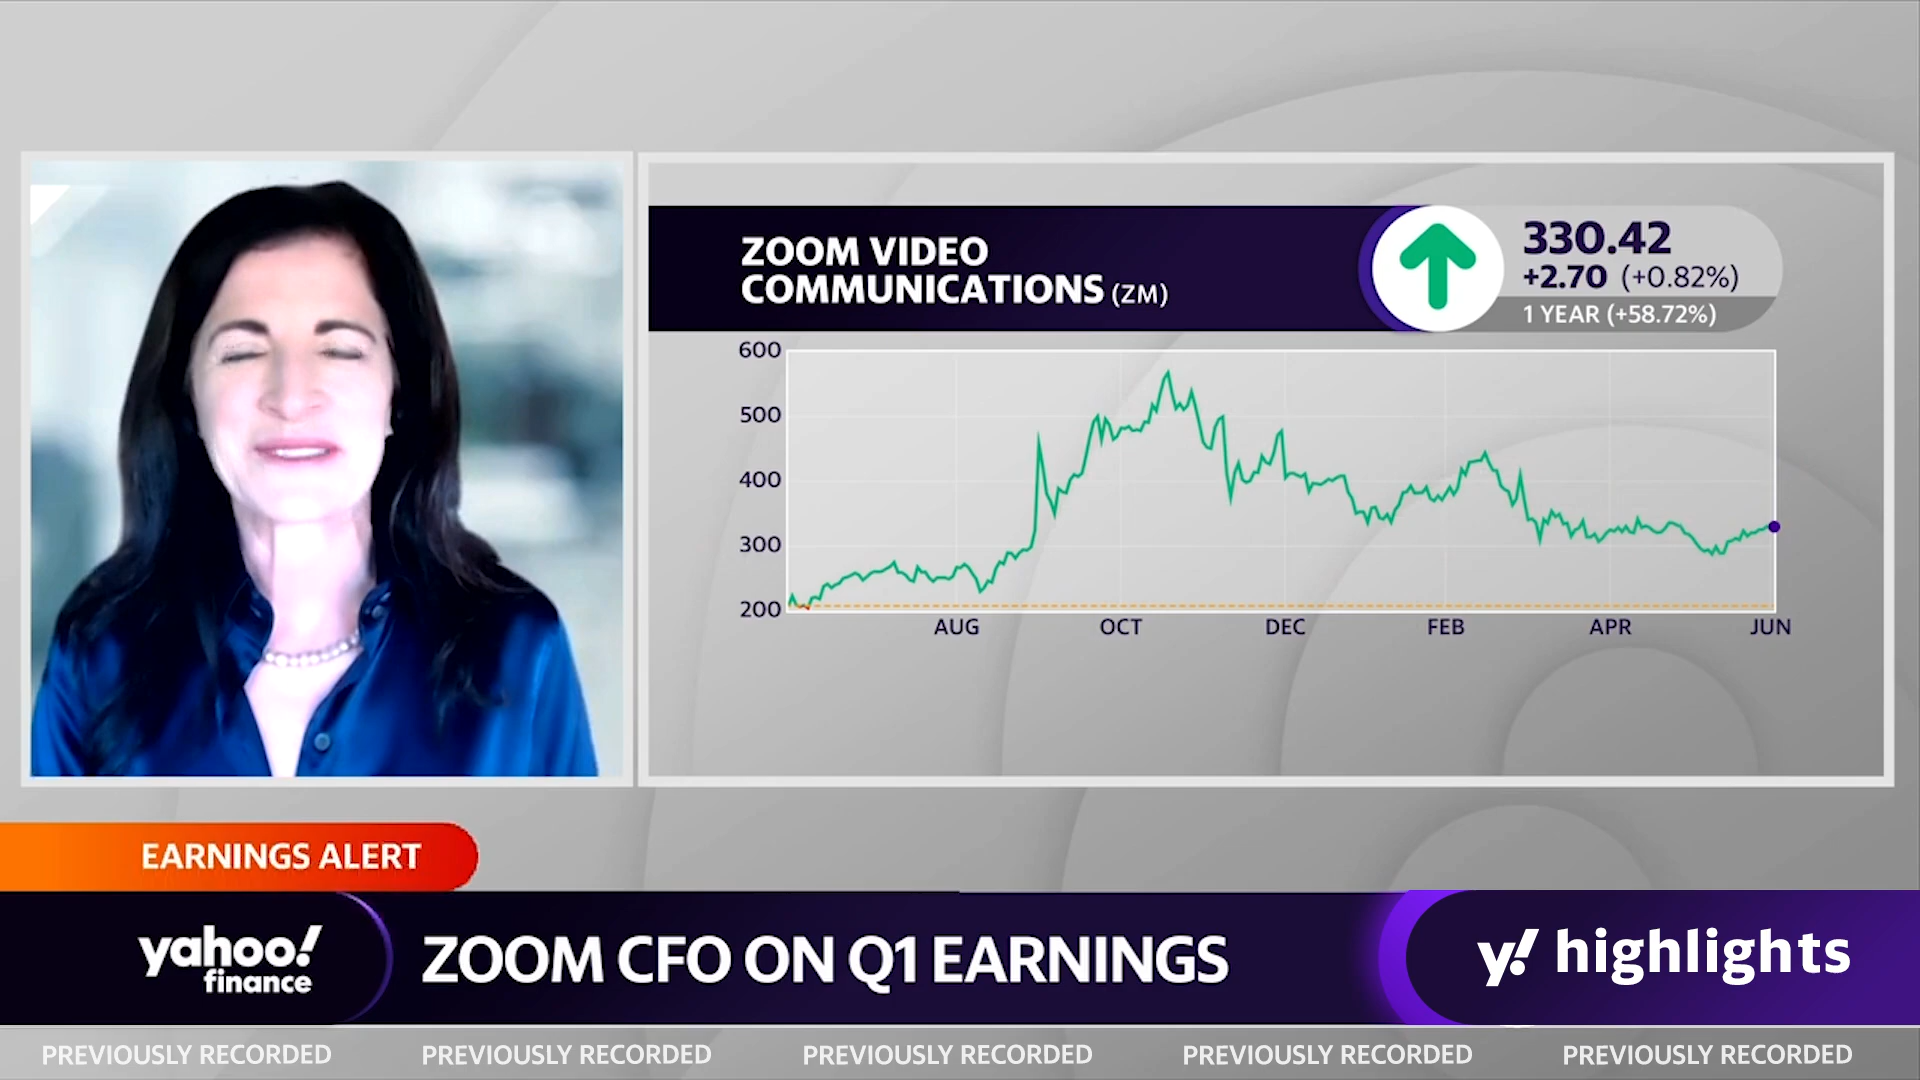 ZOOM VIDEO
COMMUNICATIONS (ZM)
330.42
+2.70 (+0.82%)
1 YEAR (+58.72%)
600
500
400
300
200
AUG OCT DEC FEB APR JUN
EARNINGS ALERT
yahoo!
finance
ZOOM CFO ON Q1 EARNINGS
y! highlights
PREVIOUSLY RECORDED PREVIOUSLY RECORDED PREVIOUSLY RECORDED PREVIOUSLY RECORDED PREVIOUSLY RECORDED